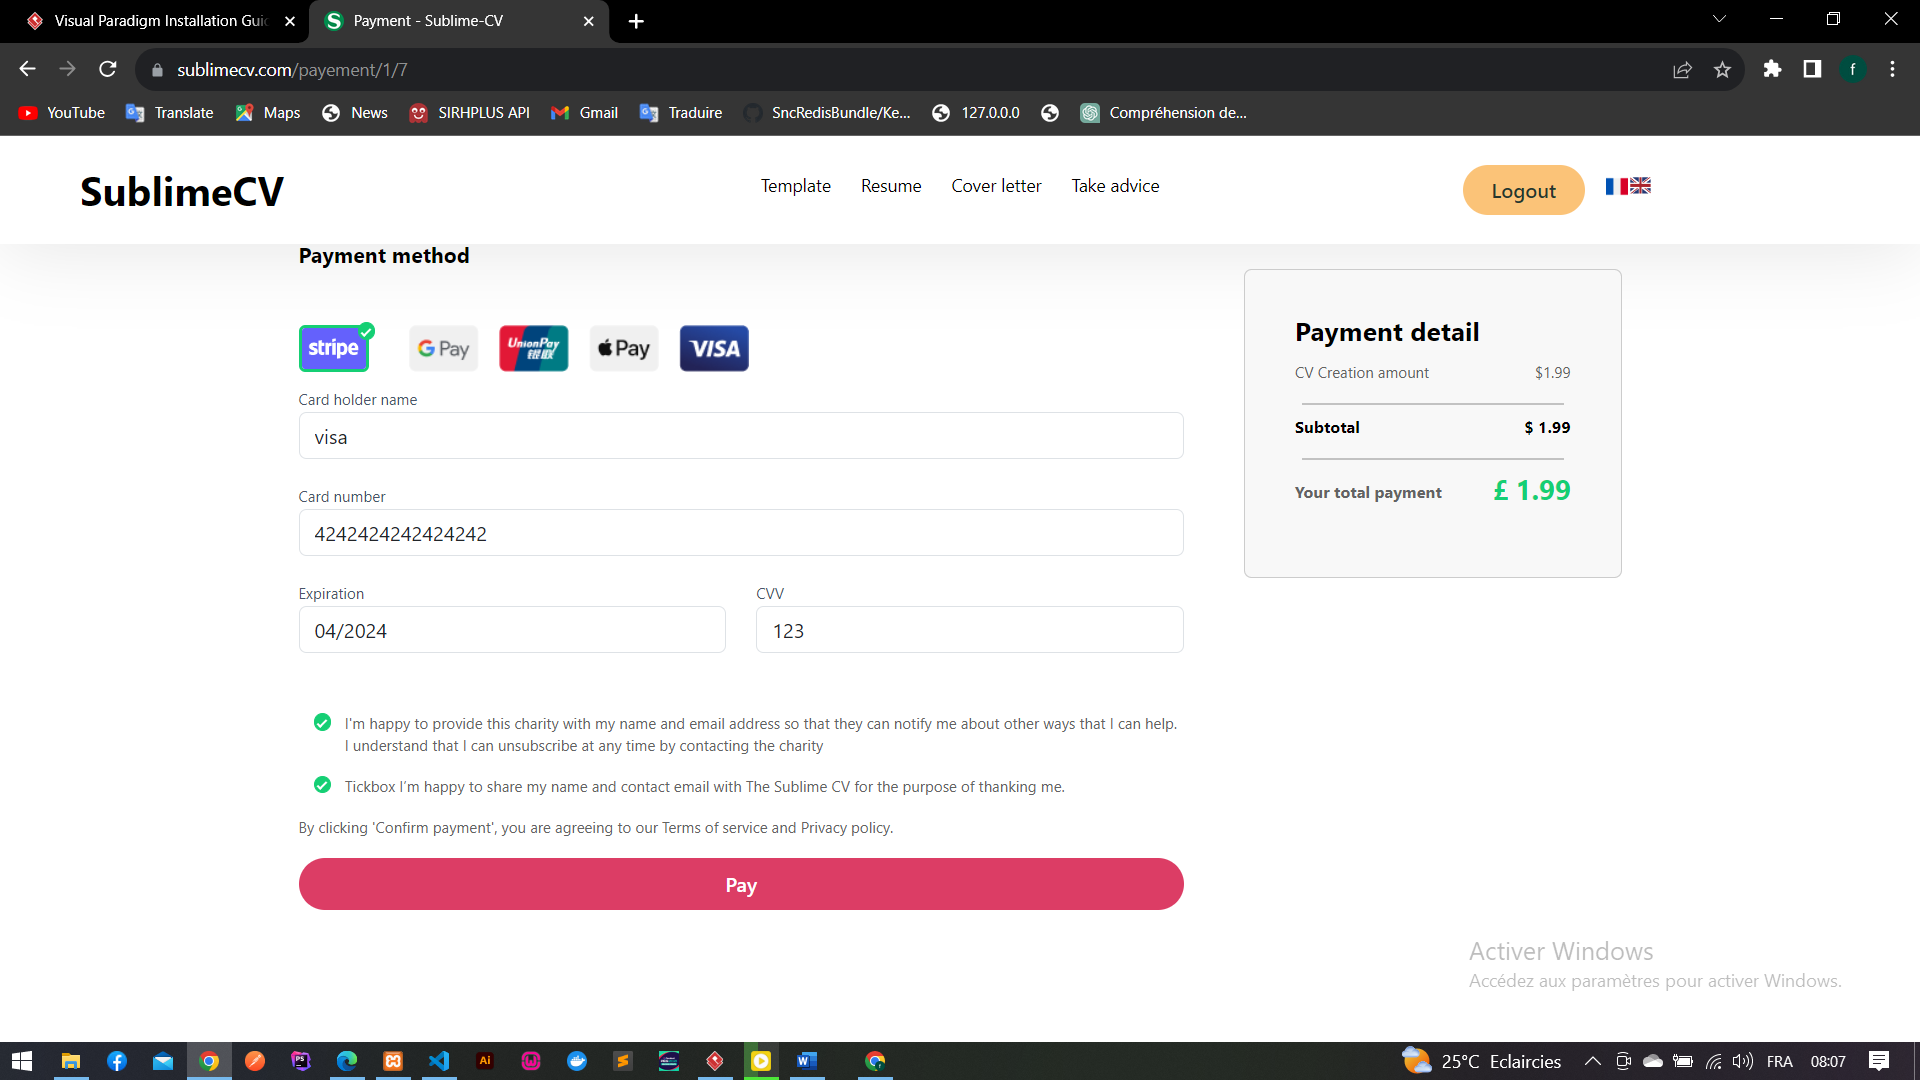 Visual Paradigm Installation Gui
Payment - Sublime-CV
sublimecv.com/payement/1/7
f
YouTube
Translate
Maps
News
SIRHPLUS API
Gmail
Traduire
SncRedisBundle/Ke...
127.0.0.0
Compréhension de...
SublimeCV
Template
Resume
Cover letter
Take advice
Logout
Payment method
stripe
G Pay
UnionPay
银联
Pay
VISA
Card holder name
visa
Card number
4242424242424242
Expiration
04/2024
CVV
123
I'm happy to provide this charity with my name and email address so that they can notify me about other ways that I can help.
I understand that I can unsubscribe at any time by contacting the charity
Tickbox I’m happy to share my name and contact email with The Sublime CV for the purpose of thanking me.
By clicking 'Confirm payment', you are agreeing to our Terms of service and Privacy policy.
Pay
Payment detail
CV Creation amount $1.99
Subtotal $ 1.99
Your total payment £ 1.99
Activer Windows
Accédez aux paramètres pour activer Windows.
25°C Eclaircies
FRA
08:07